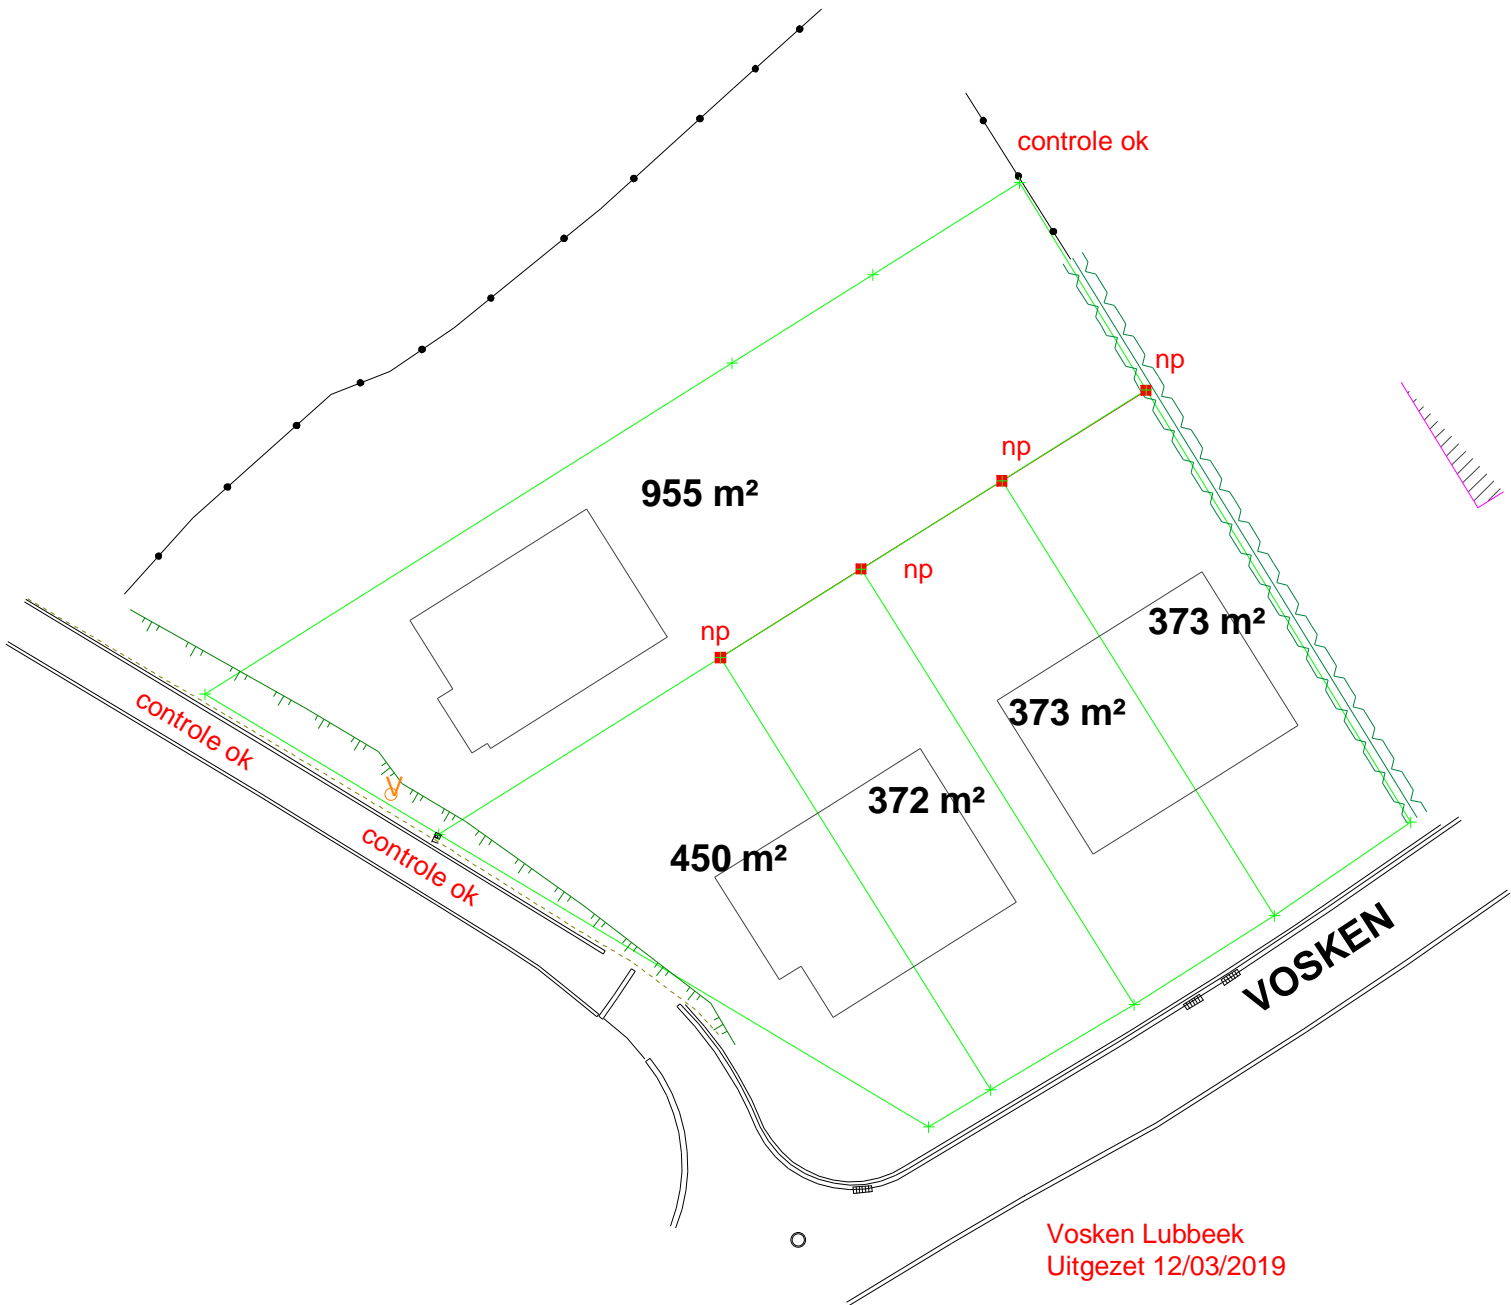 controle ok
np
np
955 m²
np
np
373 m²
controle ok
373 m²
372 m²
controle ok
450 m²
VOSKEN
Vosken Lubbeek
Uitgezet 12/03/2019